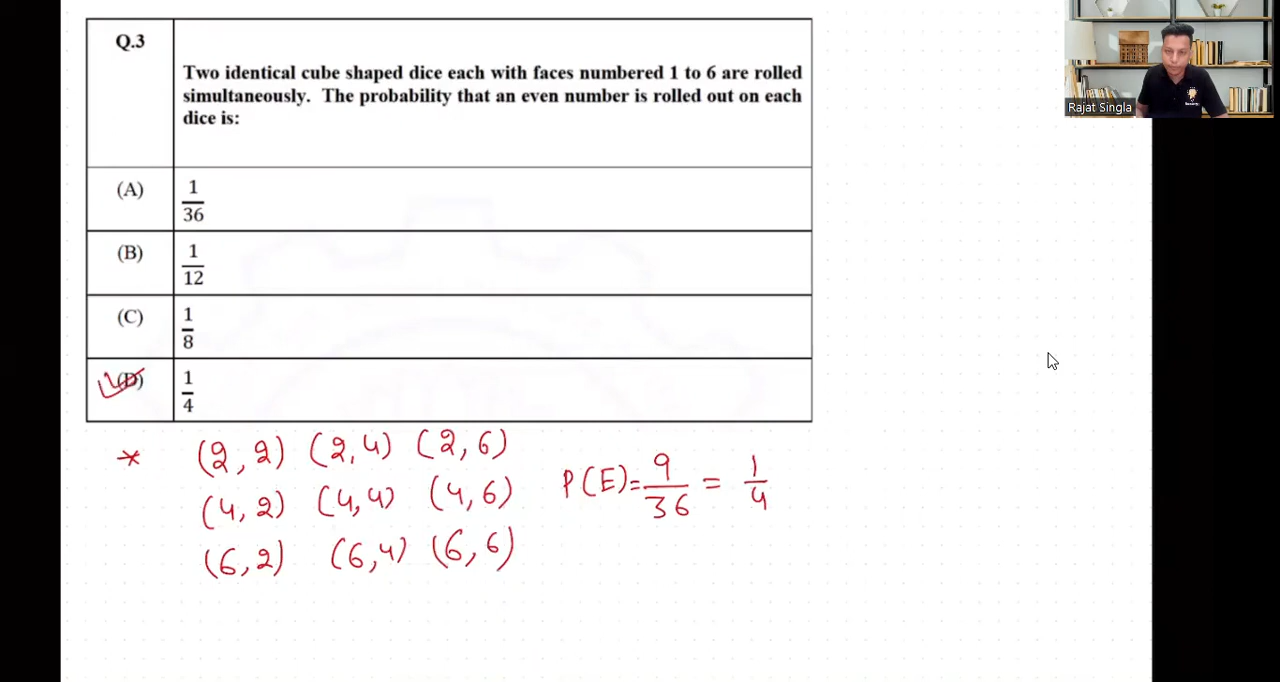 Q.3
Two identical cube shaped dice each with faces numbered 1 to 6 are rolled
simultaneously. The probability that an even number is rolled out on each
dice is:
(A) 1/36
(B) 1/12
(C) 1/8
(D) 1/4
* (2,2) (2,4) (2,6)
(4,2) (4,4) (4,6) P(E)= 9/36 = 1/4
(6,2) (6,4) (6,6)
Rajat Singla